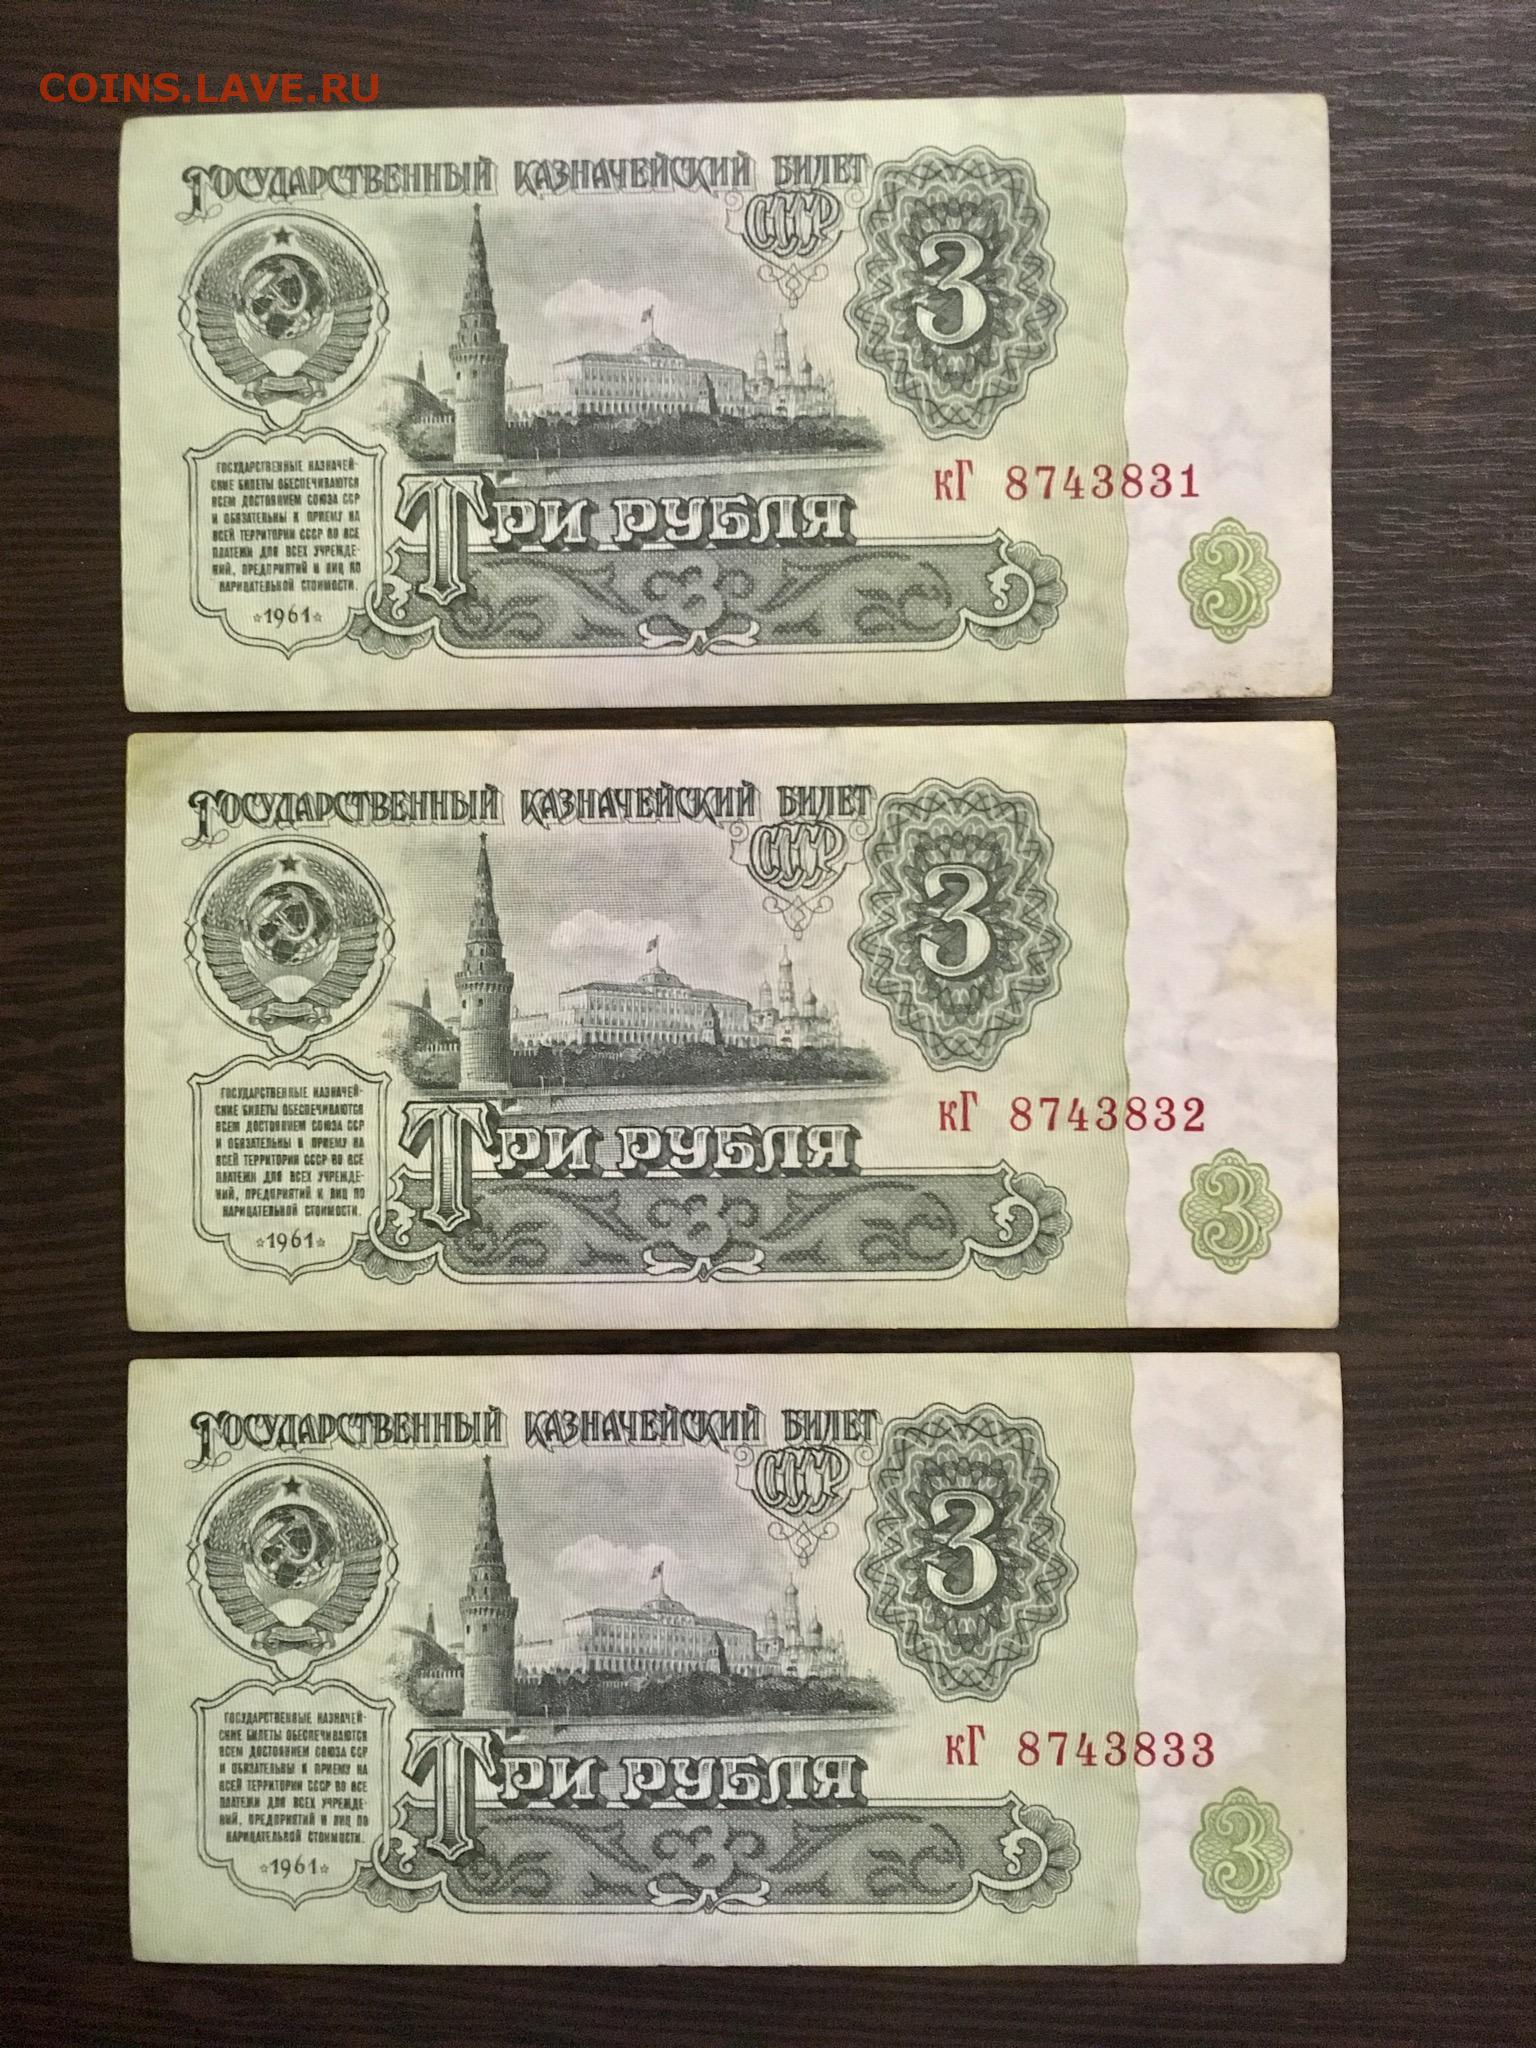 COINS.LAVE.RU
ГОСУДАРСТВЕННЫЙ КАЗНАЧЕЙСКИЙ БИЛЕТ
СССР
3
ГОСУДАРСТВЕННЫЕ КАЗНАЧЕЙ-
СКИЕ БИЛЕТЫ ОБЕСПЕЧИВАЮТСЯ
ВСЕМ ДОСТОЯНИЕМ СОЮЗА ССР
И ОБЯЗАТЕЛЬНЫ К ПРИЕМУ НА
ВСЕЙ ТЕРРИТОРИИ СССР ВО ВСЕ
ПЛАТЕЖИ ДЛЯ ВСЕХ УЧРЕЖДЕ-
НИЙ, ПРЕДПРИЯТИЙ И ЛИЦ ПО
НАРИЦАТЕЛЬНОЙ СТОИМОСТИ.
1961
кГ 8743831
ТРИ РУБЛЯ
3
3
ГОСУДАРСТВЕННЫЙ КАЗНАЧЕЙСКИЙ БИЛЕТ
СССР
3
ГОСУДАРСТВЕННЫЕ КАЗНАЧЕЙ-
СКИЕ БИЛЕТЫ ОБЕСПЕЧИВАЮТСЯ
ВСЕМ ДОСТОЯНИЕМ СОЮЗА ССР
И ОБЯЗАТЕЛЬНЫ К ПРИЕМУ НА
ВСЕЙ ТЕРРИТОРИИ СССР ВО ВСЕ
ПЛАТЕЖИ ДЛЯ ВСЕХ УЧРЕЖДЕ-
НИЙ, ПРЕДПРИЯТИЙ И ЛИЦ ПО
НАРИЦАТЕЛЬНОЙ СТОИМОСТИ.
1961
кГ 8743832
ТРИ РУБЛЯ
3
3
ГОСУДАРСТВЕННЫЙ КАЗНАЧЕЙСКИЙ БИЛЕТ
СССР
3
ГОСУДАРСТВЕННЫЕ КАЗНАЧЕЙ-
СКИЕ БИЛЕТЫ ОБЕСПЕЧИВАЮТСЯ
ВСЕМ ДОСТОЯНИЕМ СОЮЗА ССР
И ОБЯЗАТЕЛЬНЫ К ПРИЕМУ НА
ВСЕЙ ТЕРРИТОРИИ СССР ВО ВСЕ
ПЛАТЕЖИ ДЛЯ ВСЕХ УЧРЕЖДЕ-
НИЙ, ПРЕДПРИЯТИЙ И ЛИЦ ПО
НАРИЦАТЕЛЬНОЙ СТОИМОСТИ.
1961
кГ 8743833
ТРИ РУБЛЯ
3
3